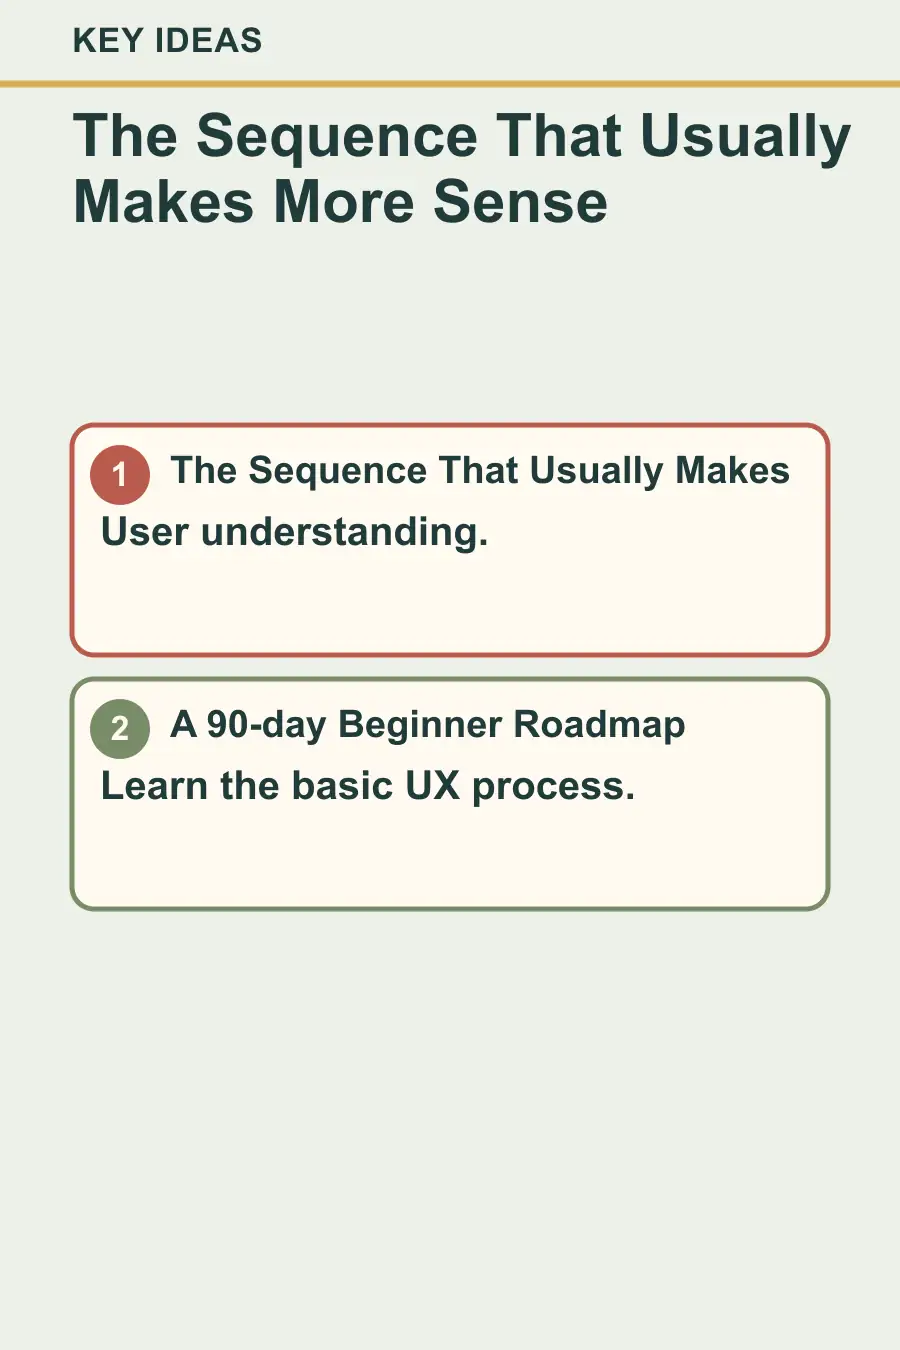 KEY IDEAS
The Sequence That Usually
Makes More Sense
1 The Sequence That Usually Makes
User understanding.
2 A 90-day Beginner Roadmap
Learn the basic UX process.